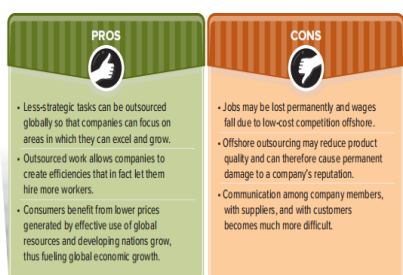 PROS
• Less-strategic tasks can be outsourced
globally so that companies can focus on
areas in which they can excel and grow.
• Outsourced work allows companies to
create efficiencies that in fact let them
hire more workers.
• Consumers benefit from lower prices
generated by effective use of global
resources and developing nations grow,
thus fueling global economic growth.
CONS
• Jobs may be lost permanently and wages
fall due to low-cost competition offshore.
• Offshore outsourcing may reduce product
quality and can therefore cause permanent
damage to a company's reputation.
• Communication among company members,
with suppliers, and with customers
becomes much more difficult.